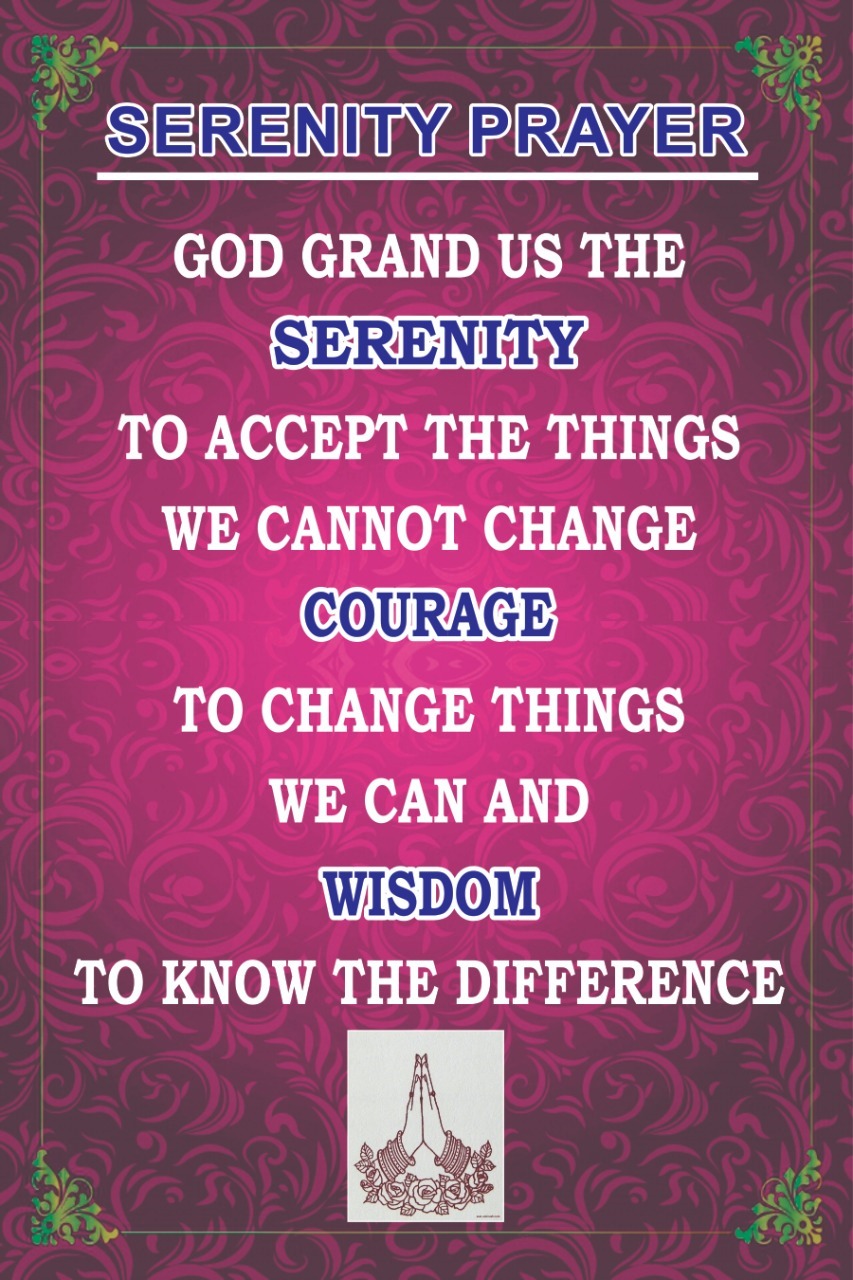 SERENITY PRAYER
GOD GRAND US THE
SERENITY
TO ACCEPT THE THINGS
WE CANNOT CHANGE
COURAGE
TO CHANGE THINGS
WE CAN AND
WISDOM
TO KNOW THE DIFFERENCE